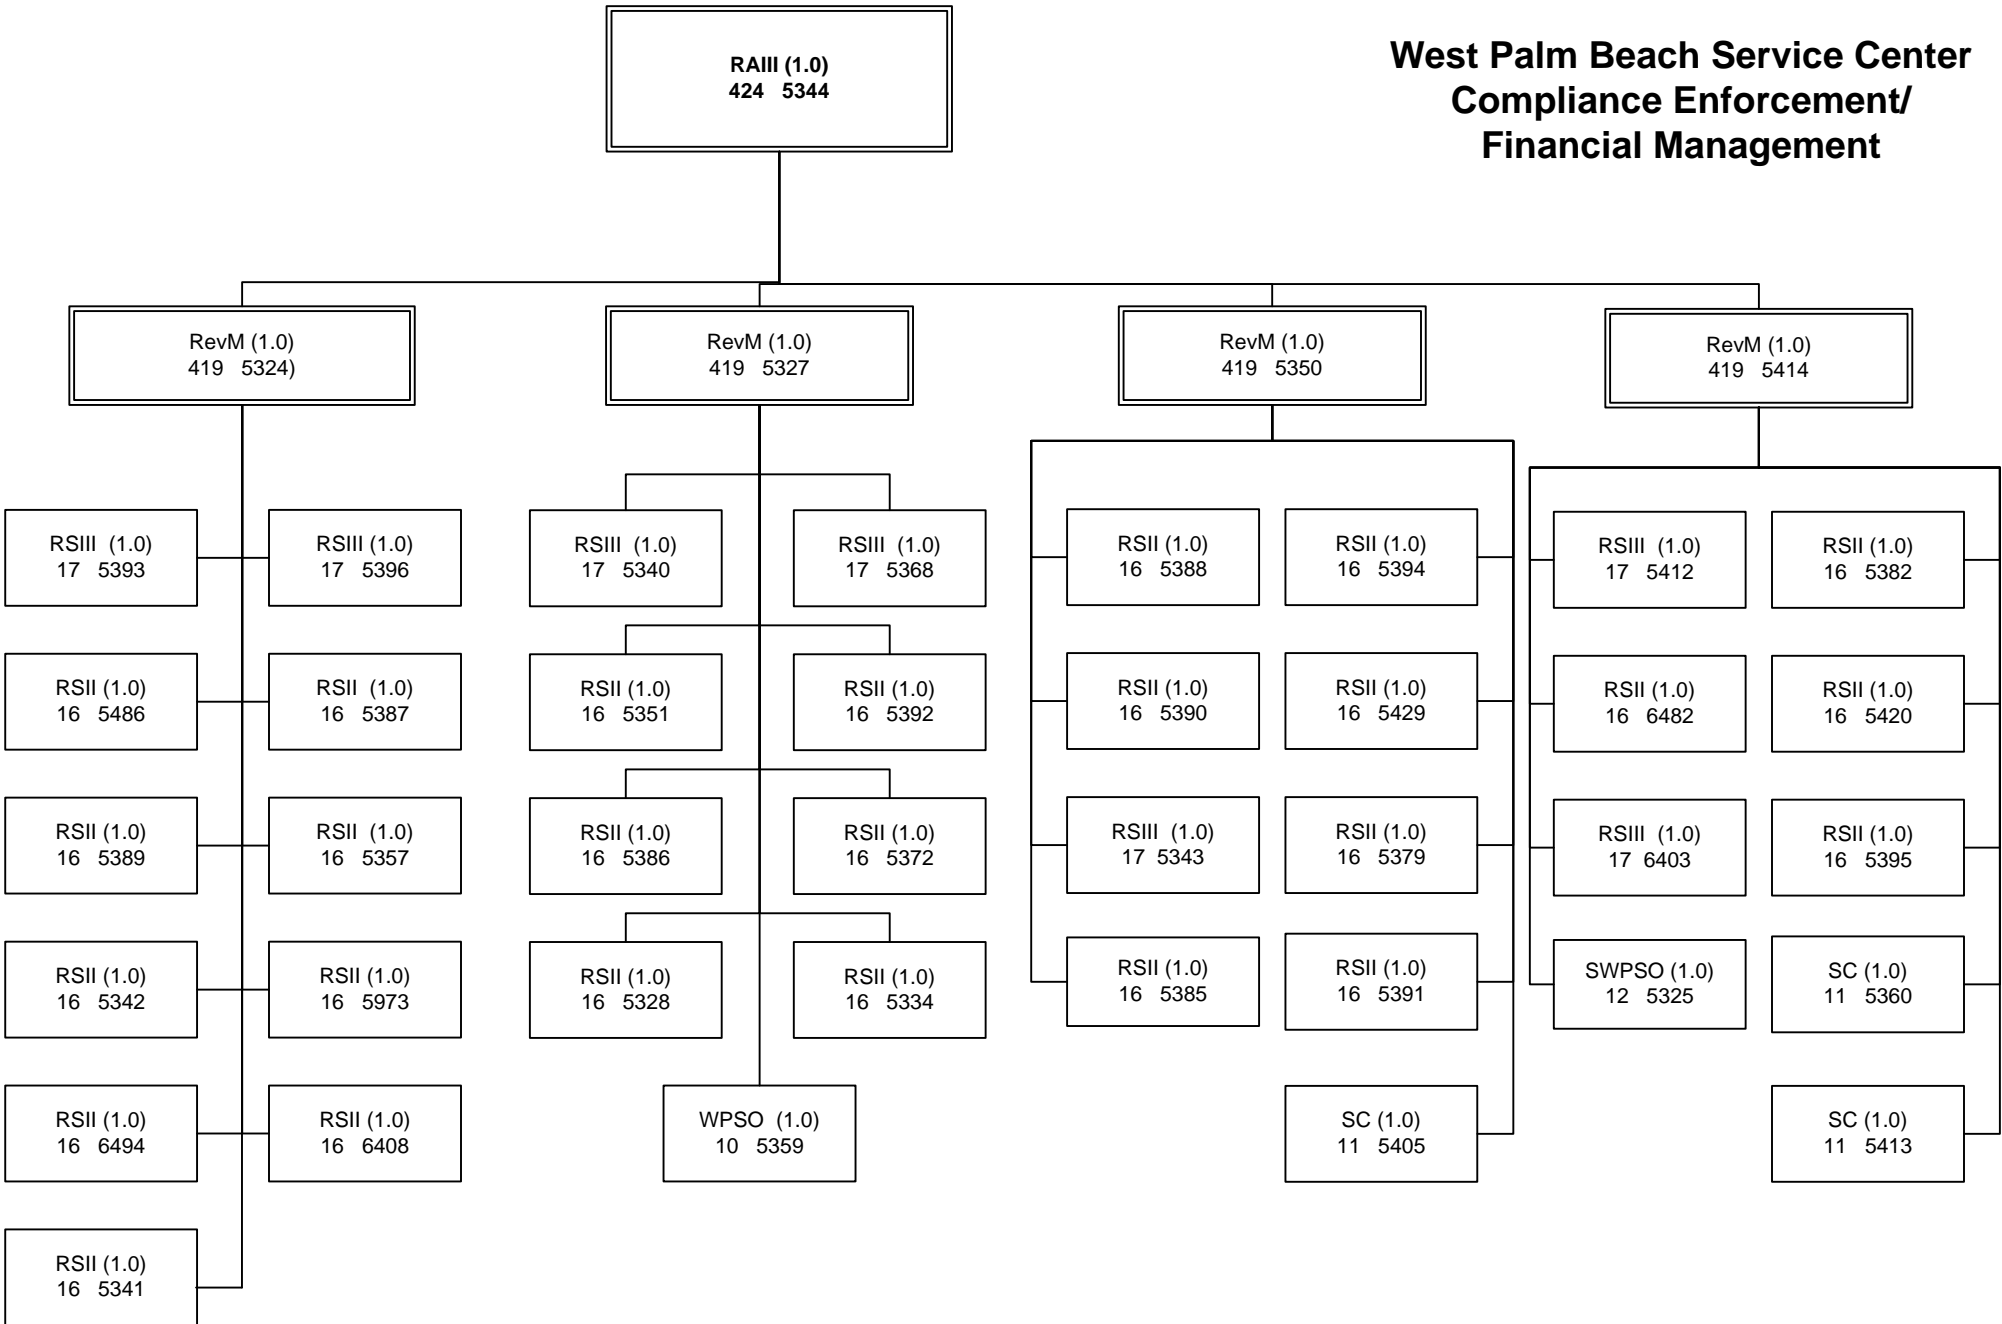 West Palm Beach Service Center
Compliance Enforcement/
Financial Management
RAIII (1.0)
424 5344
RevM (1.0)
419 5324)
RevM (1.0)
419 5327
RevM (1.0)
419 5350
RevM (1.0)
419 5414
RSIII (1.0)
17 5393
RSIII (1.0)
17 5396
RSII (1.0)
16 5486
RSII (1.0)
16 5387
RSII (1.0)
16 5389
RSII (1.0)
16 5357
RSII (1.0)
16 5342
RSII (1.0)
16 5973
RSII (1.0)
16 6494
RSII (1.0)
16 6408
RSII (1.0)
16 5341
RSIII (1.0)
17 5340
RSIII (1.0)
17 5368
RSII (1.0)
16 5351
RSII (1.0)
16 5392
RSII (1.0)
16 5386
RSII (1.0)
16 5372
RSII (1.0)
16 5328
RSII (1.0)
16 5334
WPSO (1.0)
10 5359
RSII (1.0)
16 5388
RSII (1.0)
16 5394
RSII (1.0)
16 5390
RSII (1.0)
16 5429
RSIII (1.0)
17 5343
RSII (1.0)
16 5379
RSII (1.0)
16 5385
RSII (1.0)
16 5391
SC (1.0)
11 5405
RSIII (1.0)
17 5412
RSII (1.0)
16 5382
RSII (1.0)
16 6482
RSII (1.0)
16 5420
RSIII (1.0)
17 6403
RSII (1.0)
16 5395
SWPSO (1.0)
12 5325
SC (1.0)
11 5360
SC (1.0)
11 5413